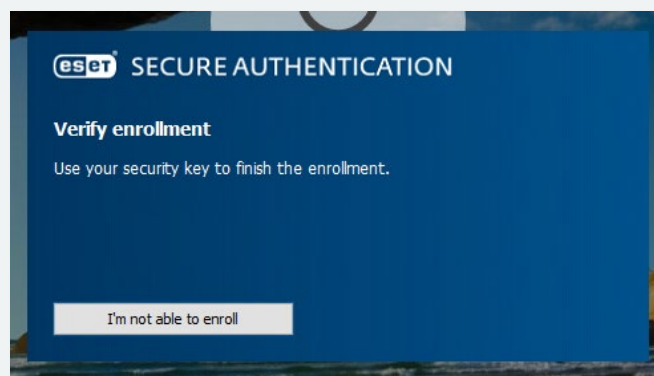 eset SECURE AUTHENTICATION
Verify enrollment
Use your security key to finish the enrollment.
I'm not able to enroll